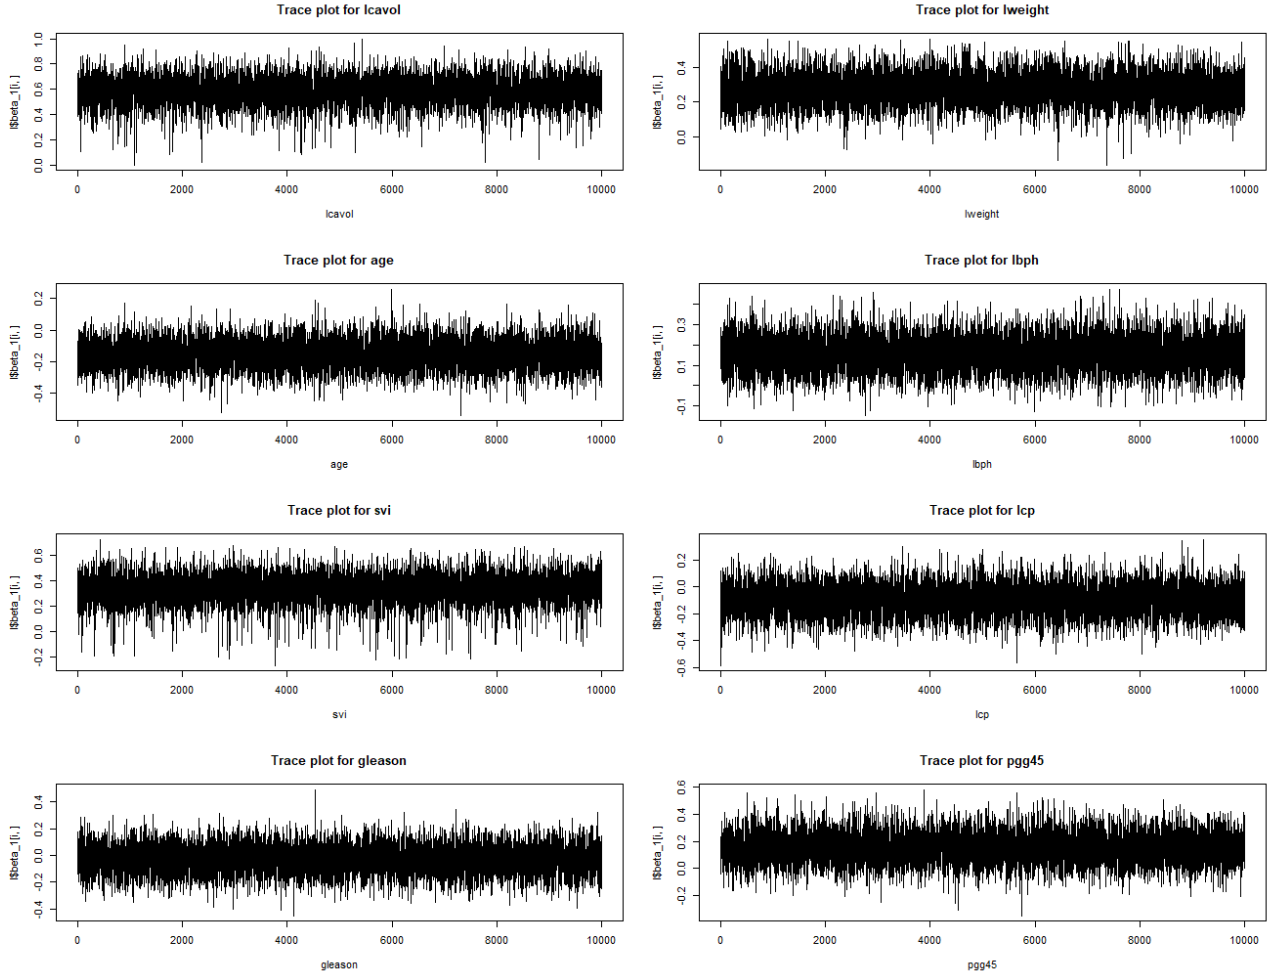 Trace plot for lcavol
l$beta_1[i, ]
0.0 0.2 0.4 0.6 0.8 1.0
0 2000 4000 6000 8000 10000
lcavol
Trace plot for lweight
l$beta_1[i, ]
0.0 0.2 0.4
0 2000 4000 6000 8000 10000
lweight
Trace plot for age
l$beta_1[i, ]
-0.4 -0.2 0.0 0.2
0 2000 4000 6000 8000 10000
age
Trace plot for lbph
l$beta_1[i, ]
-0.1 0.1 0.3
0 2000 4000 6000 8000 10000
lbph
Trace plot for svi
l$beta_1[i, ]
-0.2 0.0 0.2 0.4 0.6
0 2000 4000 6000 8000 10000
svi
Trace plot for lcp
l$beta_1[i, ]
-0.6 -0.4 -0.2 0.0 0.2
0 2000 4000 6000 8000 10000
lcp
Trace plot for gleason
l$beta_1[i, ]
-0.4 -0.2 0.0 0.2 0.4
0 2000 4000 6000 8000 10000
gleason
Trace plot for pgg45
l$beta_1[i, ]
-0.2 0.0 0.2 0.4 0.6
0 2000 4000 6000 8000 10000
pgg45